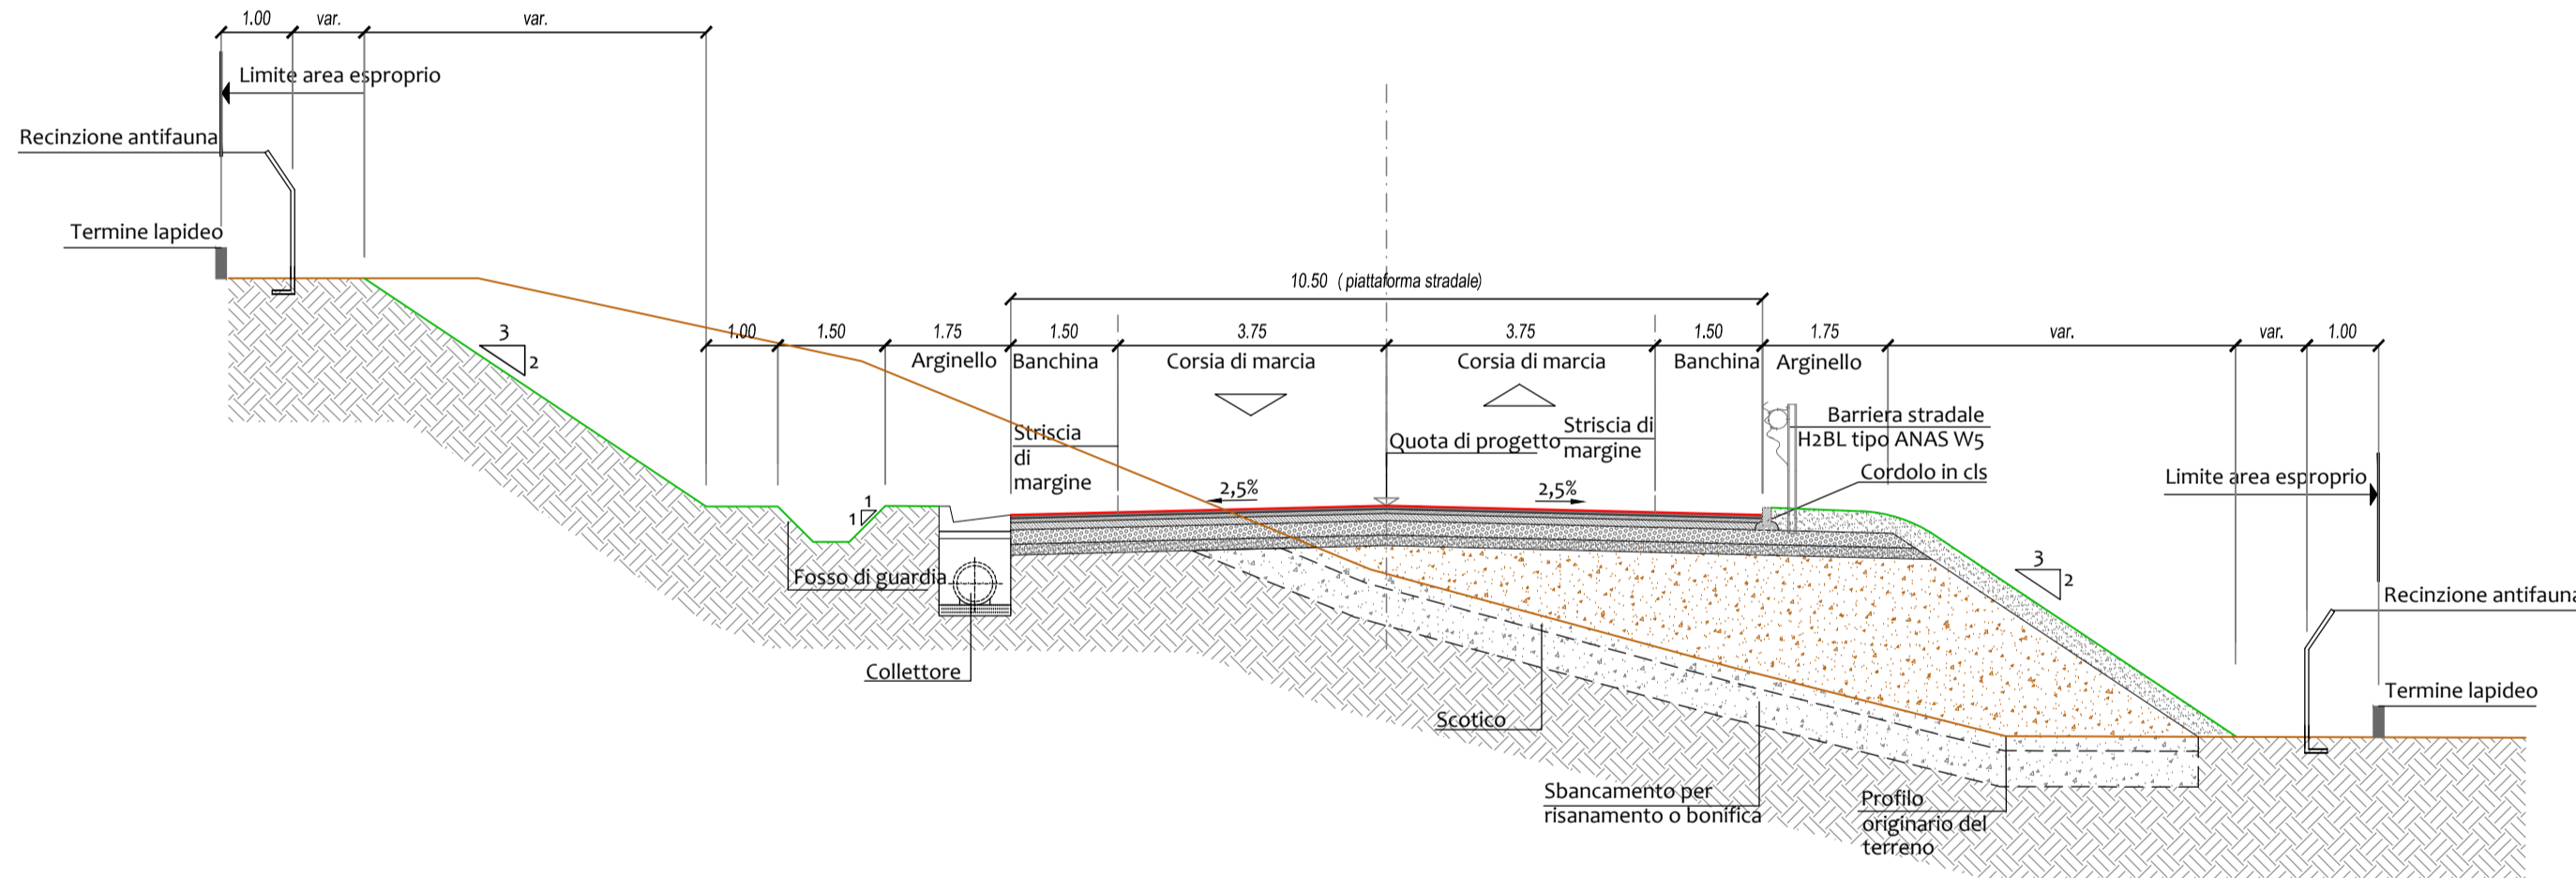 1.00 var. var.
Limite area esproprio
Recinzione antifauna
Termine lapideo
10.50 ( piattaforma stradale)
1.00 1.50 1.75 1.50 3.75 3.75 1.50 1.75 var. var. 1.00
Arginello Banchina Corsia di marcia Corsia di marcia Banchina Arginello
3
2
Striscia
di
margine
Quota di progetto
Striscia di
margine
Barriera stradale
H2BL tipo ANAS W5
Cordolo in cls
Limite area esproprio
2,5% 2,5%
1
1
3
2
Fosso di guardia
Recinzione antifauna
Collettore
Termine lapideo
Scotico
Sbancamento per
risanamento o bonifica
Profilo
originario del
terreno